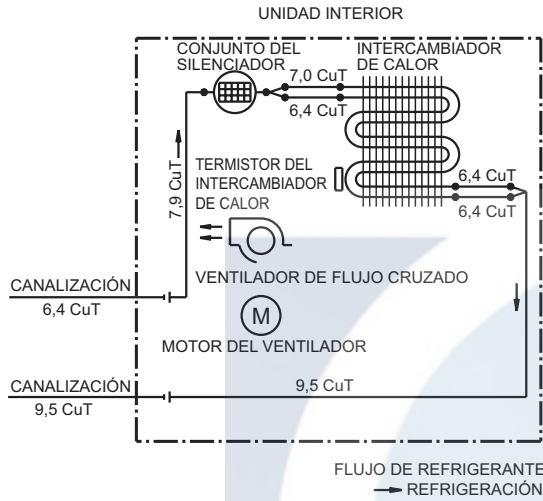 UNIDAD INTERIOR
CONJUNTO DEL
SILENCIADOR
INTERCAMBIADOR
DE CALOR
7,0 CuT
6,4 CuT
7,9 CuT
TERMISTOR DEL
INTERCAMBIADOR
DE CALOR
6,4 CuT
6,4 CuT
VENTILADOR DE FLUJO CRUZADO
CANALIZACIÓN
6,4 CuT
M
MOTOR DEL VENTILADOR
CANALIZACIÓN
9,5 CuT
9,5 CuT
FLUJO DE REFRIGERANTE
REFRIGERACIÓN